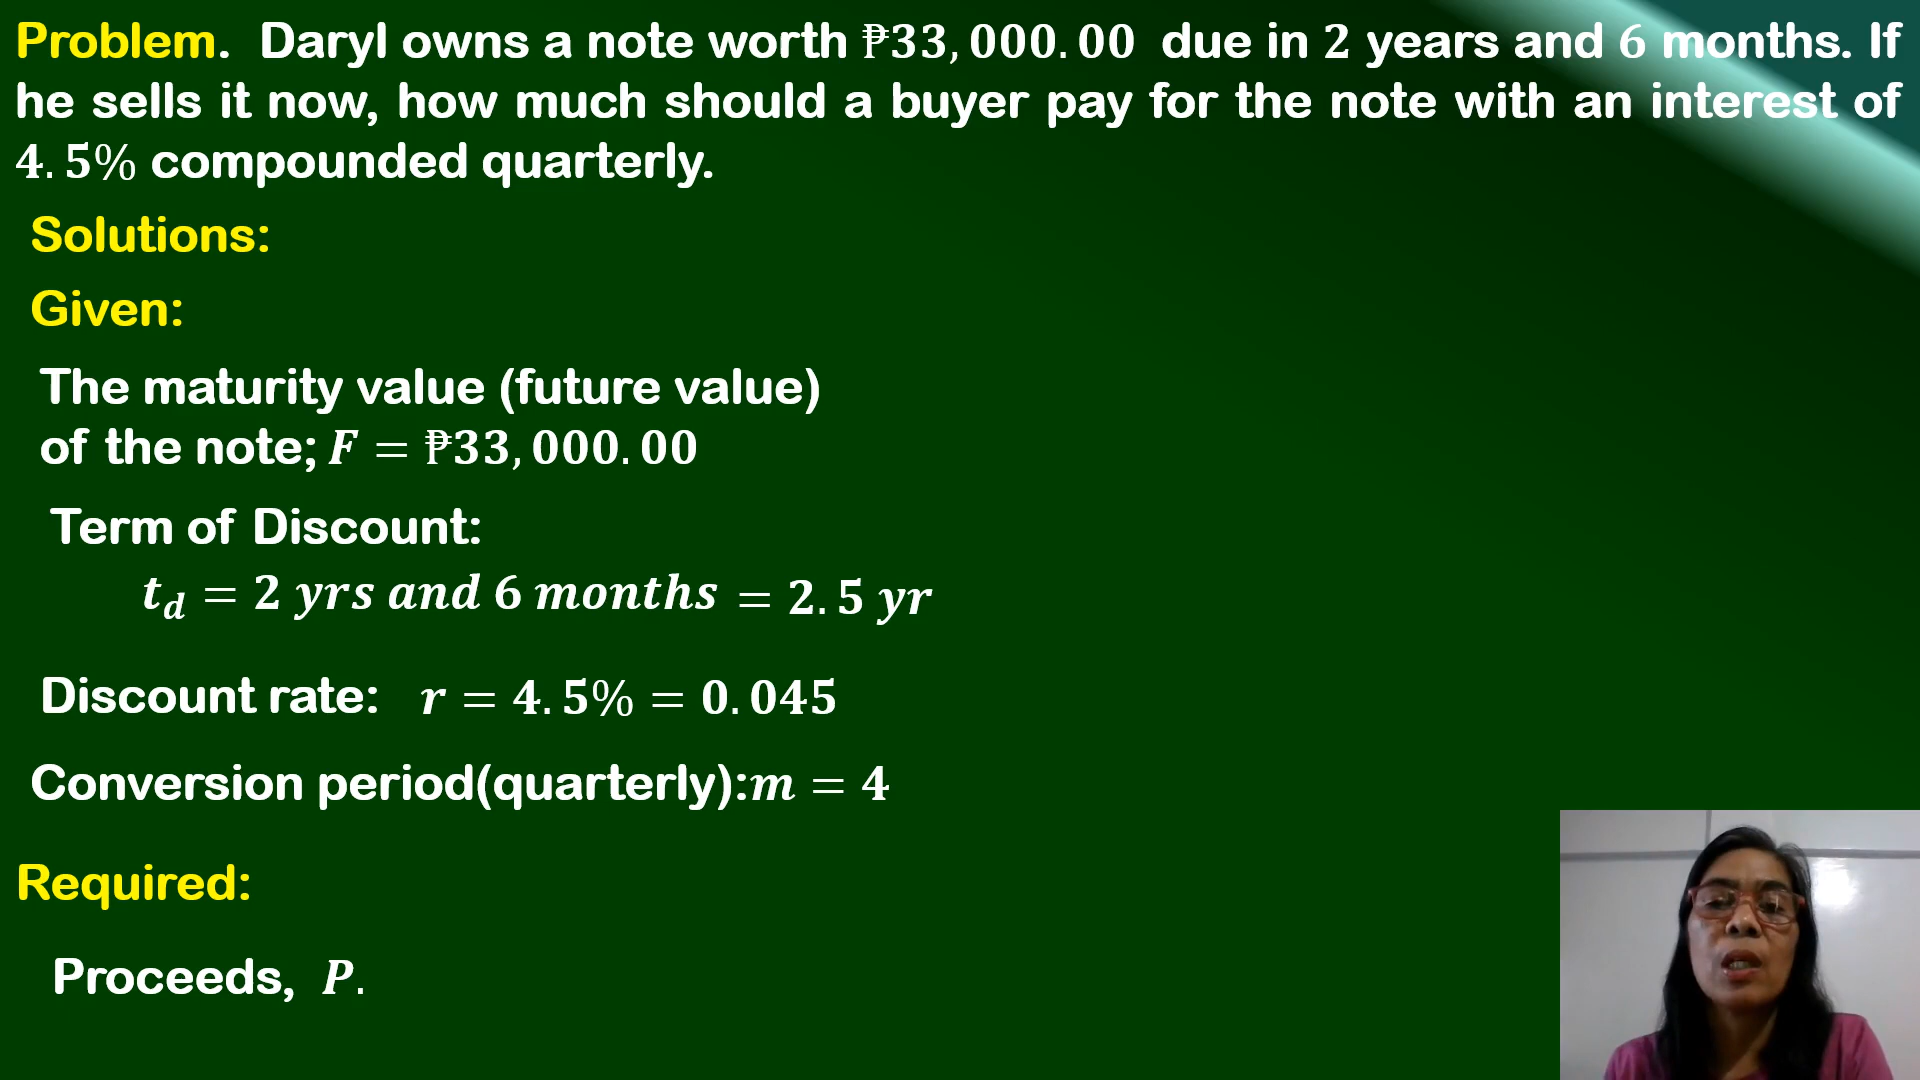 Problem. Daryl owns a note worth ₱33,000.00 due in 2 years and 6 months. If
he sells it now, how much should a buyer pay for the note with an interest of
4.5% compounded quarterly.
Solutions:
Given:
The maturity value (future value)
of the note; F = ₱33,000.00
Term of Discount:
t_d = 2 yrs and 6 months = 2.5 yr
Discount rate: r = 4.5% = 0.045
Conversion period(quarterly):m = 4
Required:
Proceeds, P.